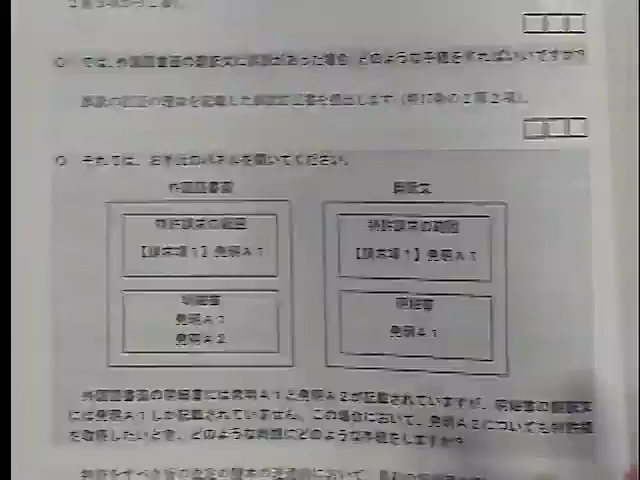 ○ では、外国語書面の翻訳文に誤訳があった場合 どのような手続をすればいいですか?
誤訳の訂正の理由を記載した誤訳訂正書を提出します(特17条の2第2項)。
○ それでは、お手元のパネルを開いてください。
外国語書面
翻訳文
特許請求の範囲
【請求項1】発明A1
特許請求の範囲
【請求項1】発明A1
明細書
発明A1
発明A2
明細書
発明A1
外国語書面の明細書には発明A1と発明A2が記載されていますが、明細書の翻訳文
には発明A1しか記載されていません。この場合において、発明A2についても特許権
を取得したいとき、どのような時期にどのような手続をしますか?